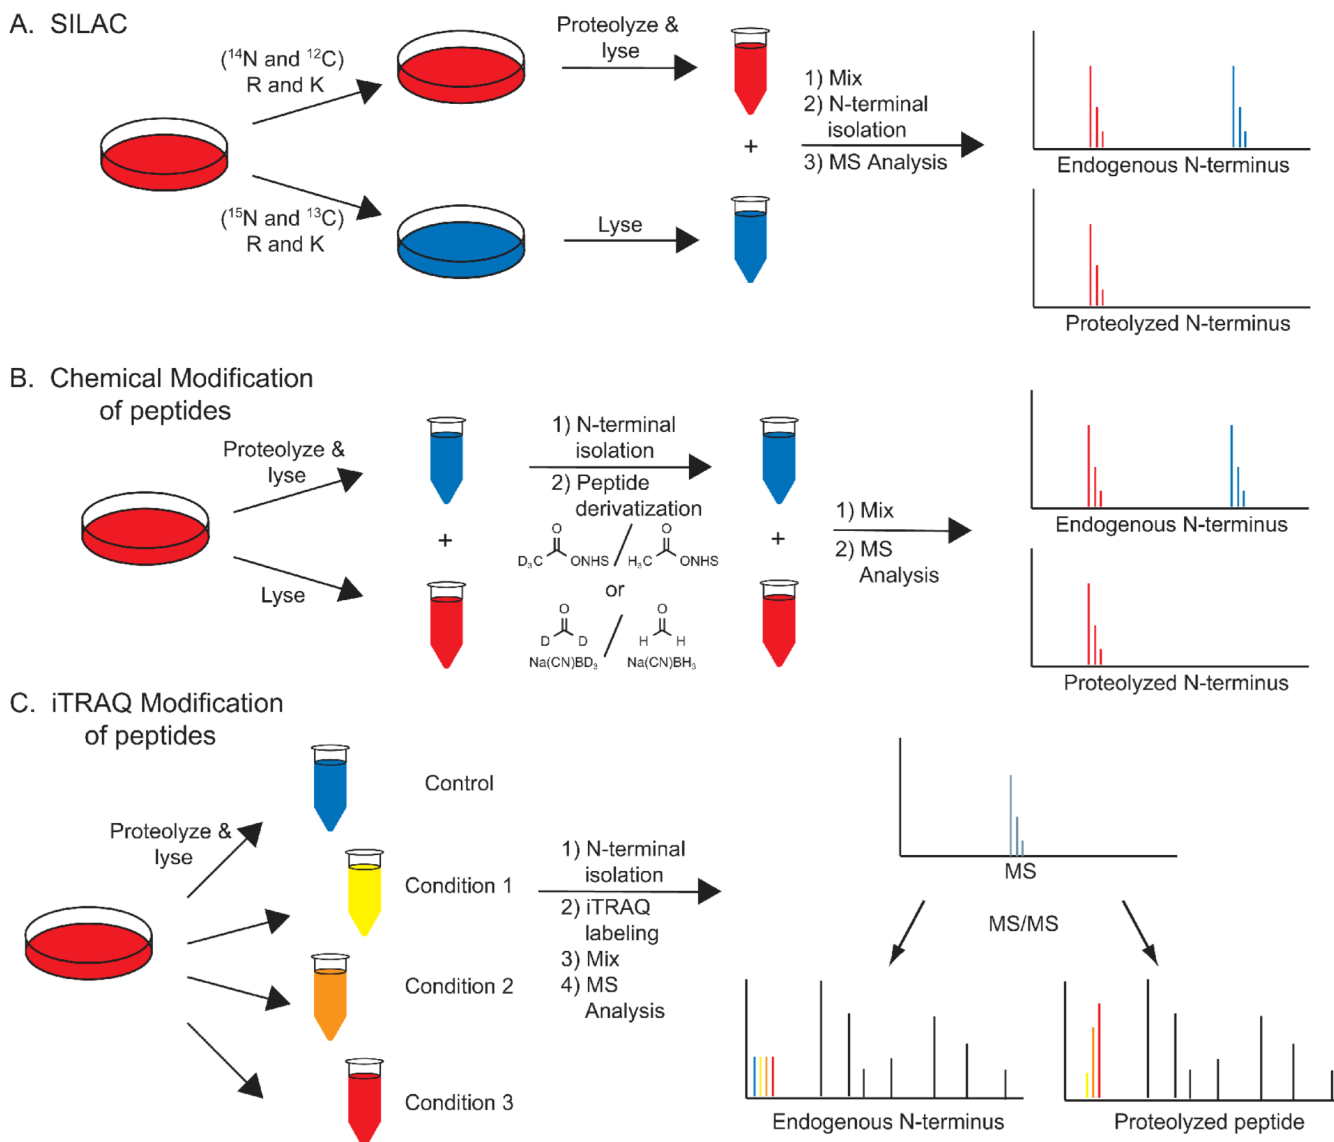 A. SILAC
(¹⁴N and ¹²C)
R and K
Proteolyze &
lyse
(¹⁵N and ¹³C)
R and K
Lyse
+
1) Mix
2) N-terminal
isolation
3) MS Analysis
Endogenous N-terminus
Proteolyzed N-terminus
B. Chemical Modification
of peptides
Proteolyze &
lyse
Lyse
+
1) N-terminal
isolation
2) Peptide
derivatization
O
D₃C
ONHS
O
H₃C
ONHS
or
O
D
D
Na(CN)BD₃
O
H
H
Na(CN)BH₃
+
1) Mix
2) MS
Analysis
Endogenous N-terminus
Proteolyzed N-terminus
C. iTRAQ Modification
of peptides
Proteolyze &
lyse
Control
Condition 1
Condition 2
Condition 3
1) N-terminal
isolation
2) iTRAQ
labeling
3) Mix
4) MS
Analysis
MS
MS/MS
Endogenous N-terminus
Proteolyzed peptide